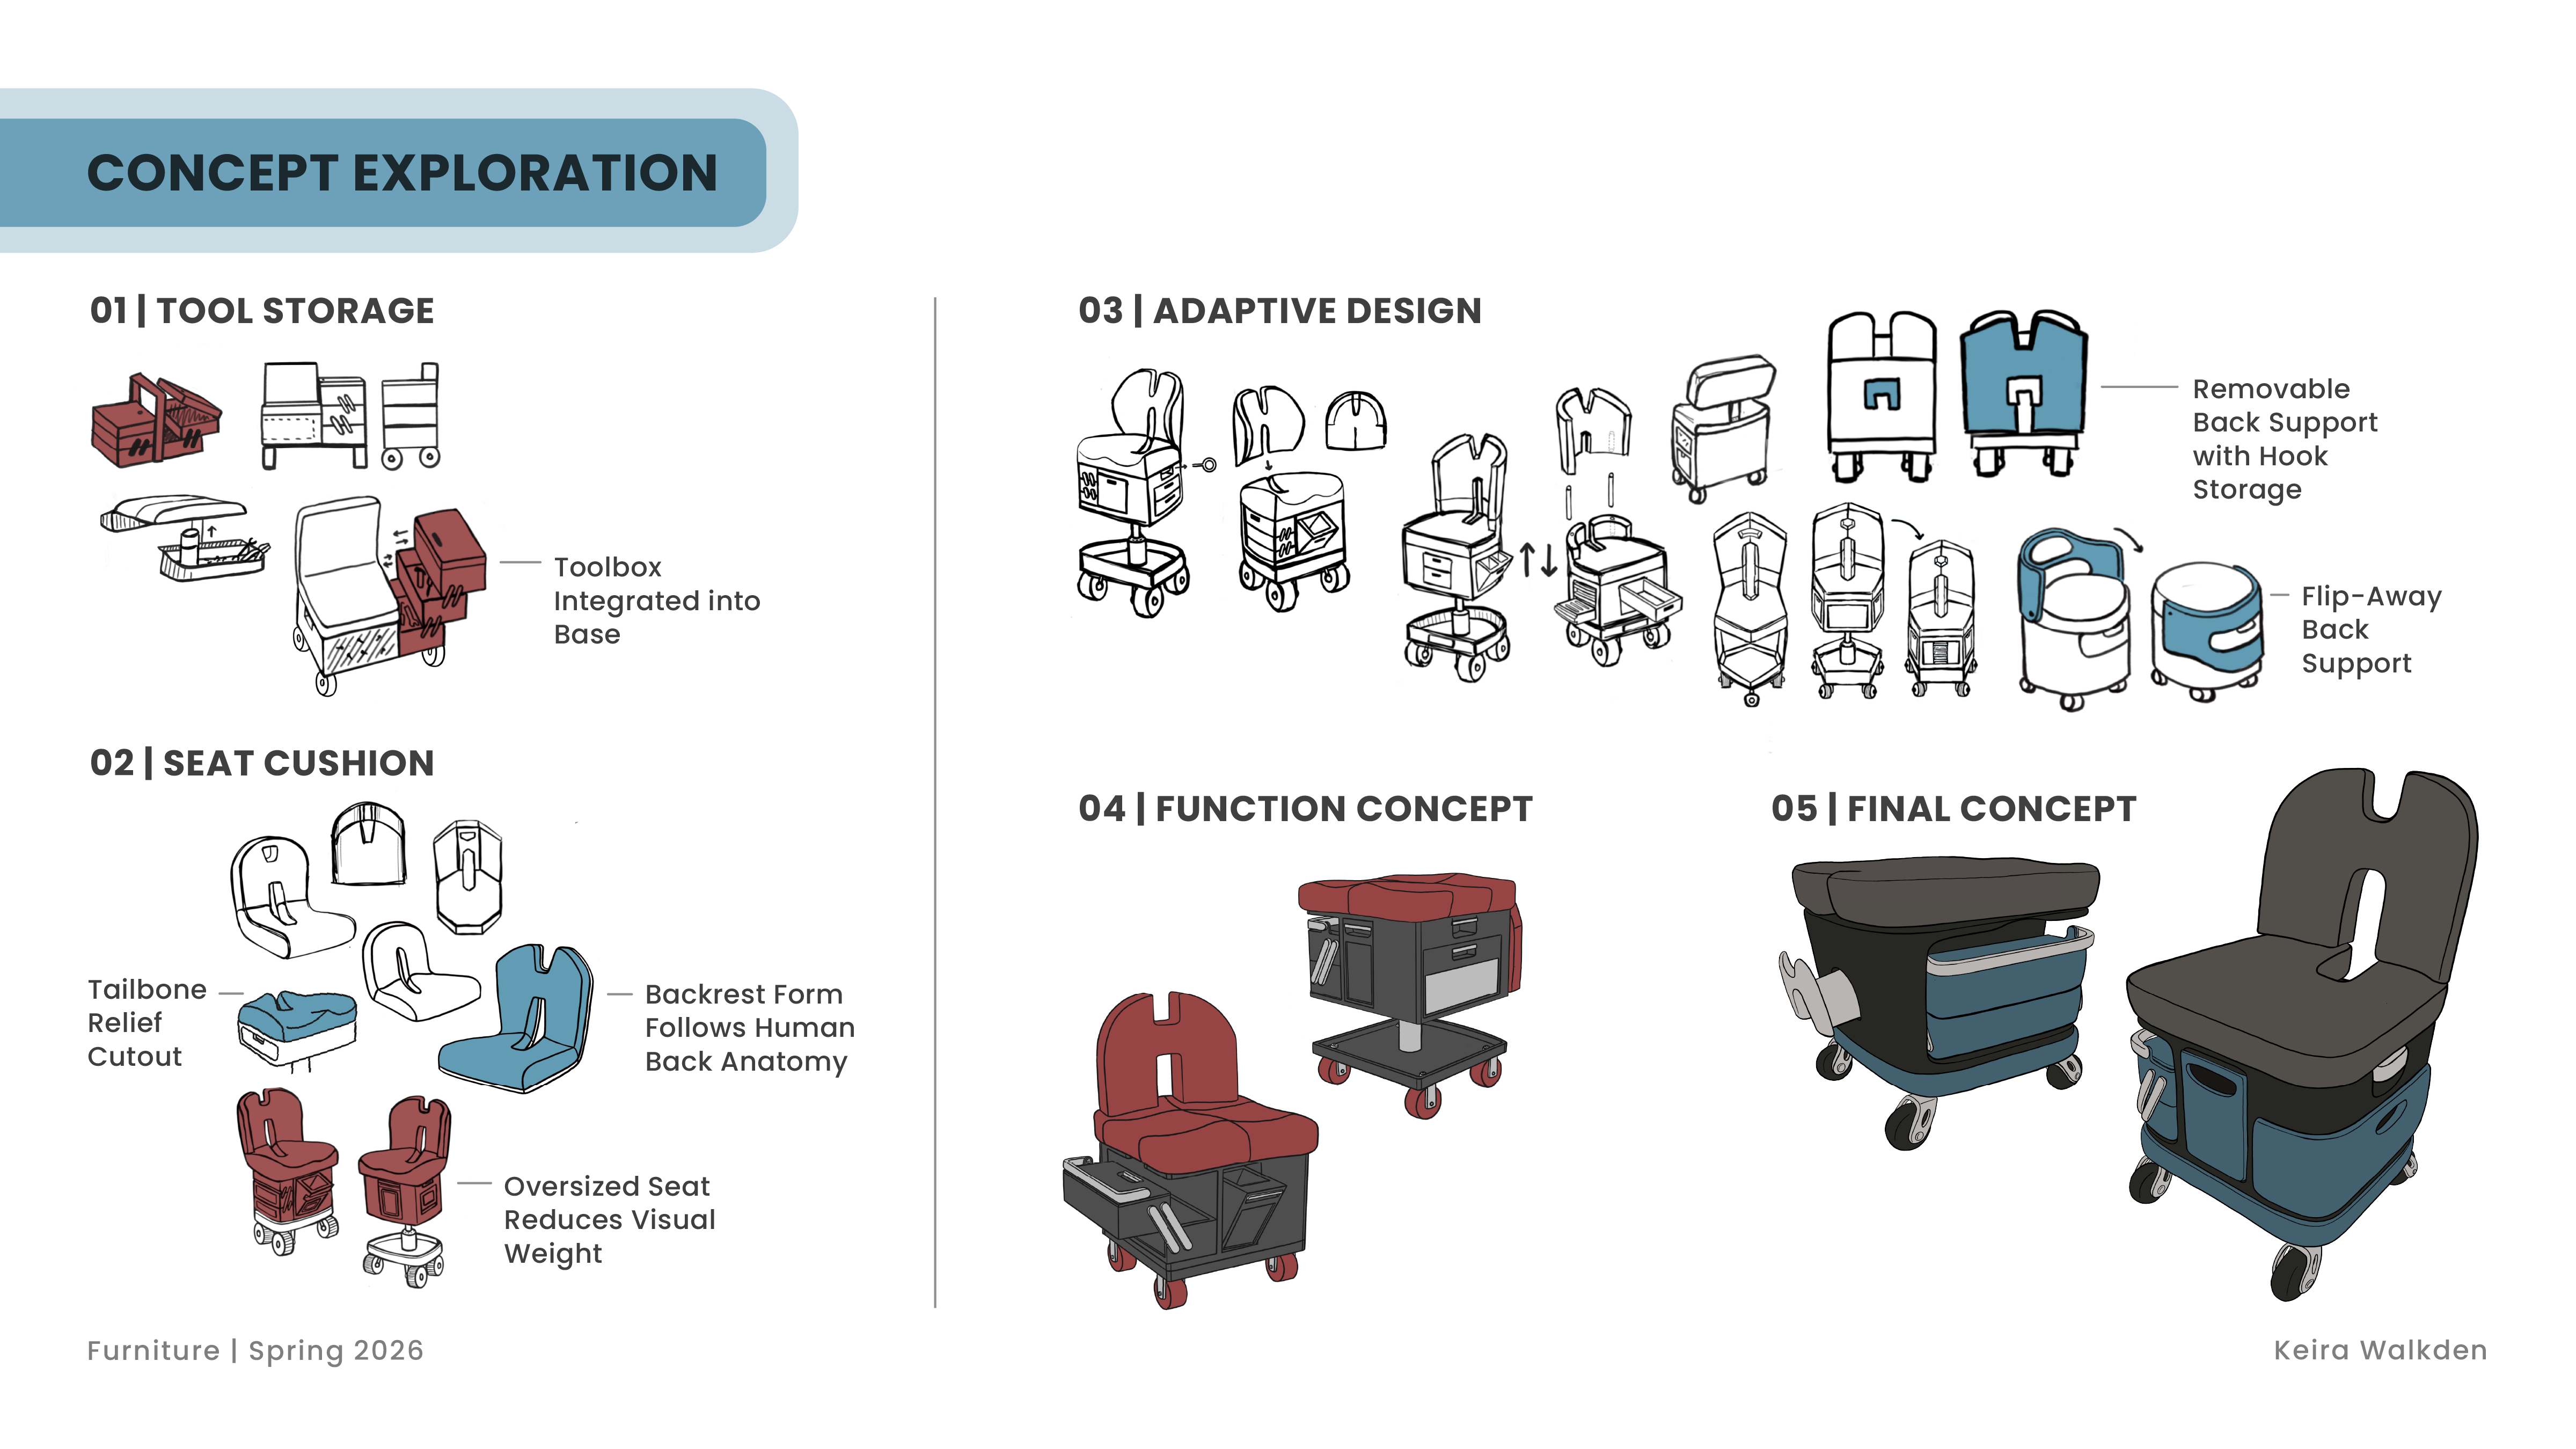 CONCEPT EXPLORATION
01 | TOOL STORAGE
Toolbox
Integrated into
Base
02 | SEAT CUSHION
Tailbone
Relief
Cutout
Backrest Form
Follows Human
Back Anatomy
Oversized Seat
Reduces Visual
Weight
03 | ADAPTIVE DESIGN
Removable
Back Support
with Hook
Storage
Flip-Away
Back
Support
04 | FUNCTION CONCEPT
05 | FINAL CONCEPT
Furniture | Spring 2026
Keira Walkden